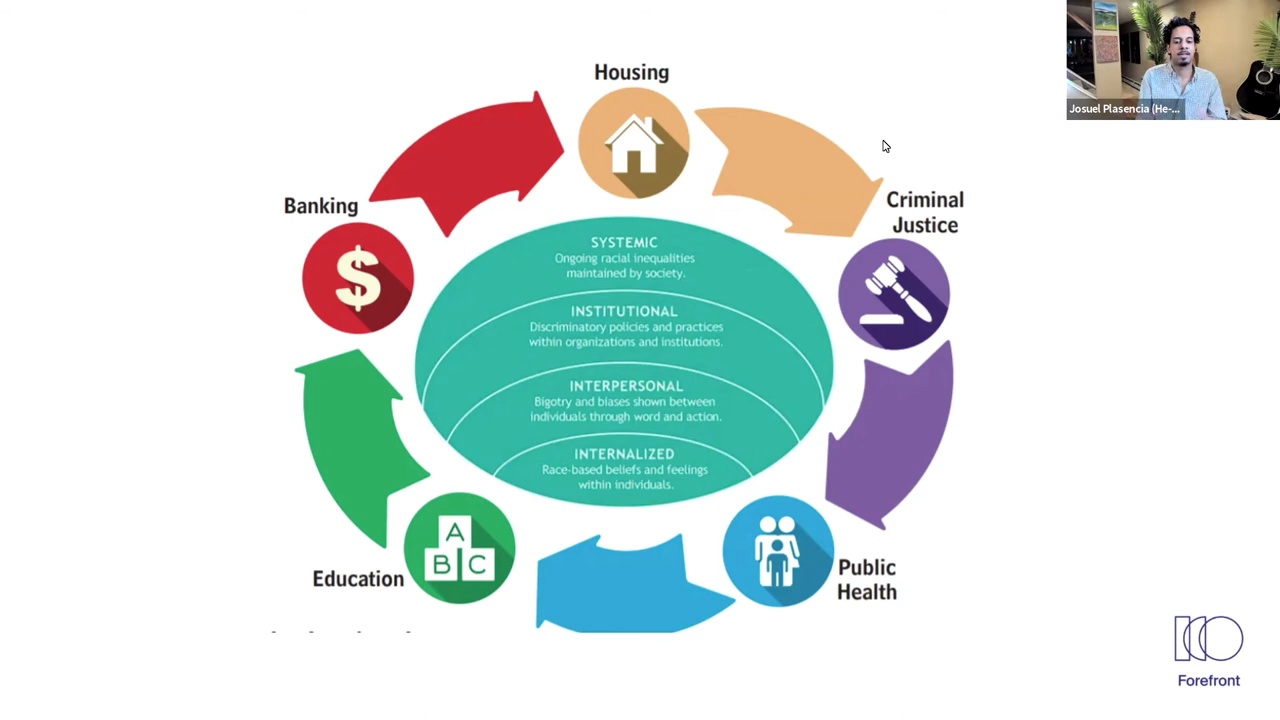 Josuel Plasencia (He-...
Housing
Banking
Criminal
Justice
SYSTEMIC
Ongoing racial inequalities
maintained by society.
INSTITUTIONAL
Discriminatory policies and practices
within organizations and institutions.
INTERPERSONAL
Bigotry and biases shown between
individuals through word and action.
INTERNALIZED
Race-based beliefs and feelings
within individuals.
A
B C
Education
Public
Health
Forefront